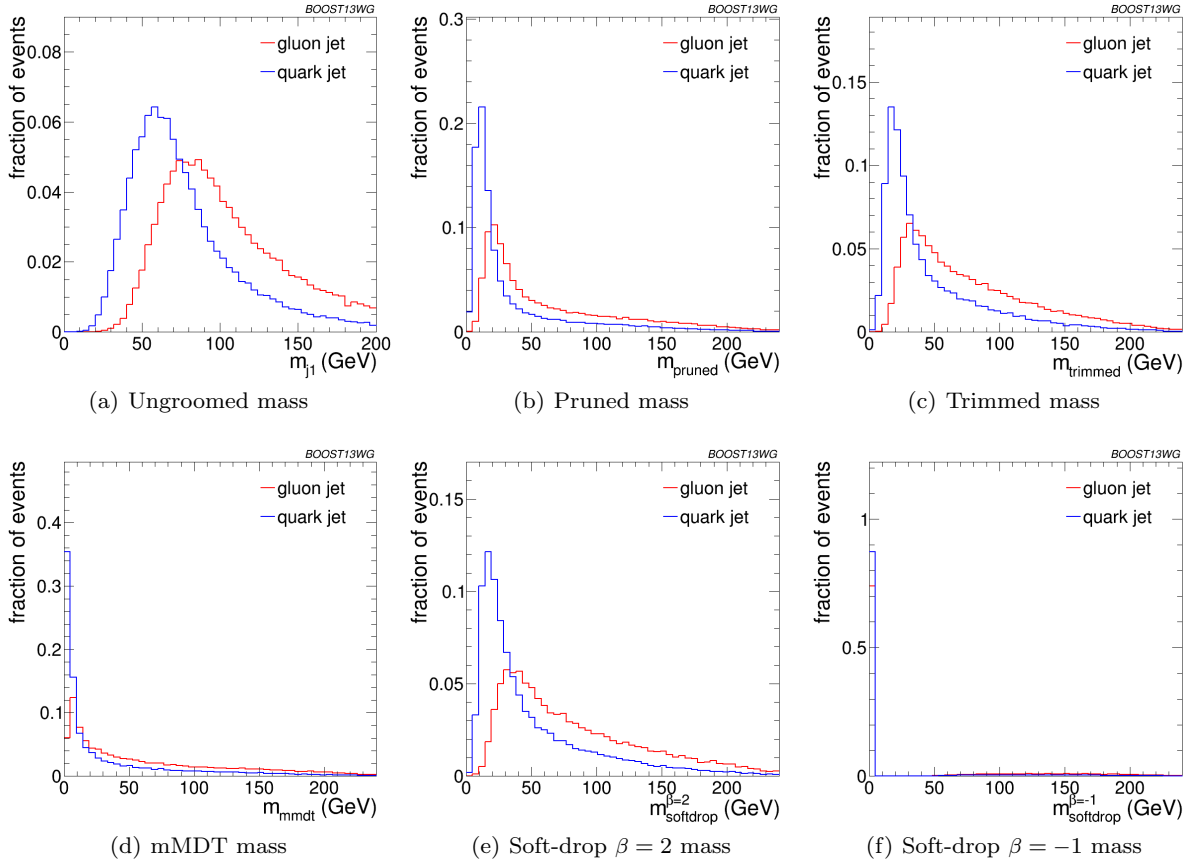 BOOST13WG
fraction of events
0.08
0.06
0.04
0.02
0
gluon jet
quark jet
0 50 100 150 200
m_j1 (GeV)
(a) Ungroomed mass
BOOST13WG
fraction of events
0.3
0.2
0.1
0
gluon jet
quark jet
0 50 100 150 200
m_pruned (GeV)
(b) Pruned mass
BOOST13WG
fraction of events
0.15
0.1
0.05
0
gluon jet
quark jet
0 50 100 150 200
m_trimmed (GeV)
(c) Trimmed mass
BOOST13WG
fraction of events
0.4
0.3
0.2
0.1
0
gluon jet
quark jet
0 50 100 150 200
m_mmdt (GeV)
(d) mMDT mass
BOOST13WG
fraction of events
0.15
0.1
0.05
0
gluon jet
quark jet
0 50 100 150 200
m^β=2_softdrop (GeV)
(e) Soft-drop β = 2 mass
BOOST13WG
fraction of events
1
0.5
0
gluon jet
quark jet
0 50 100 150 200
m^β=-1_softdrop (GeV)
(f) Soft-drop β = −1 mass